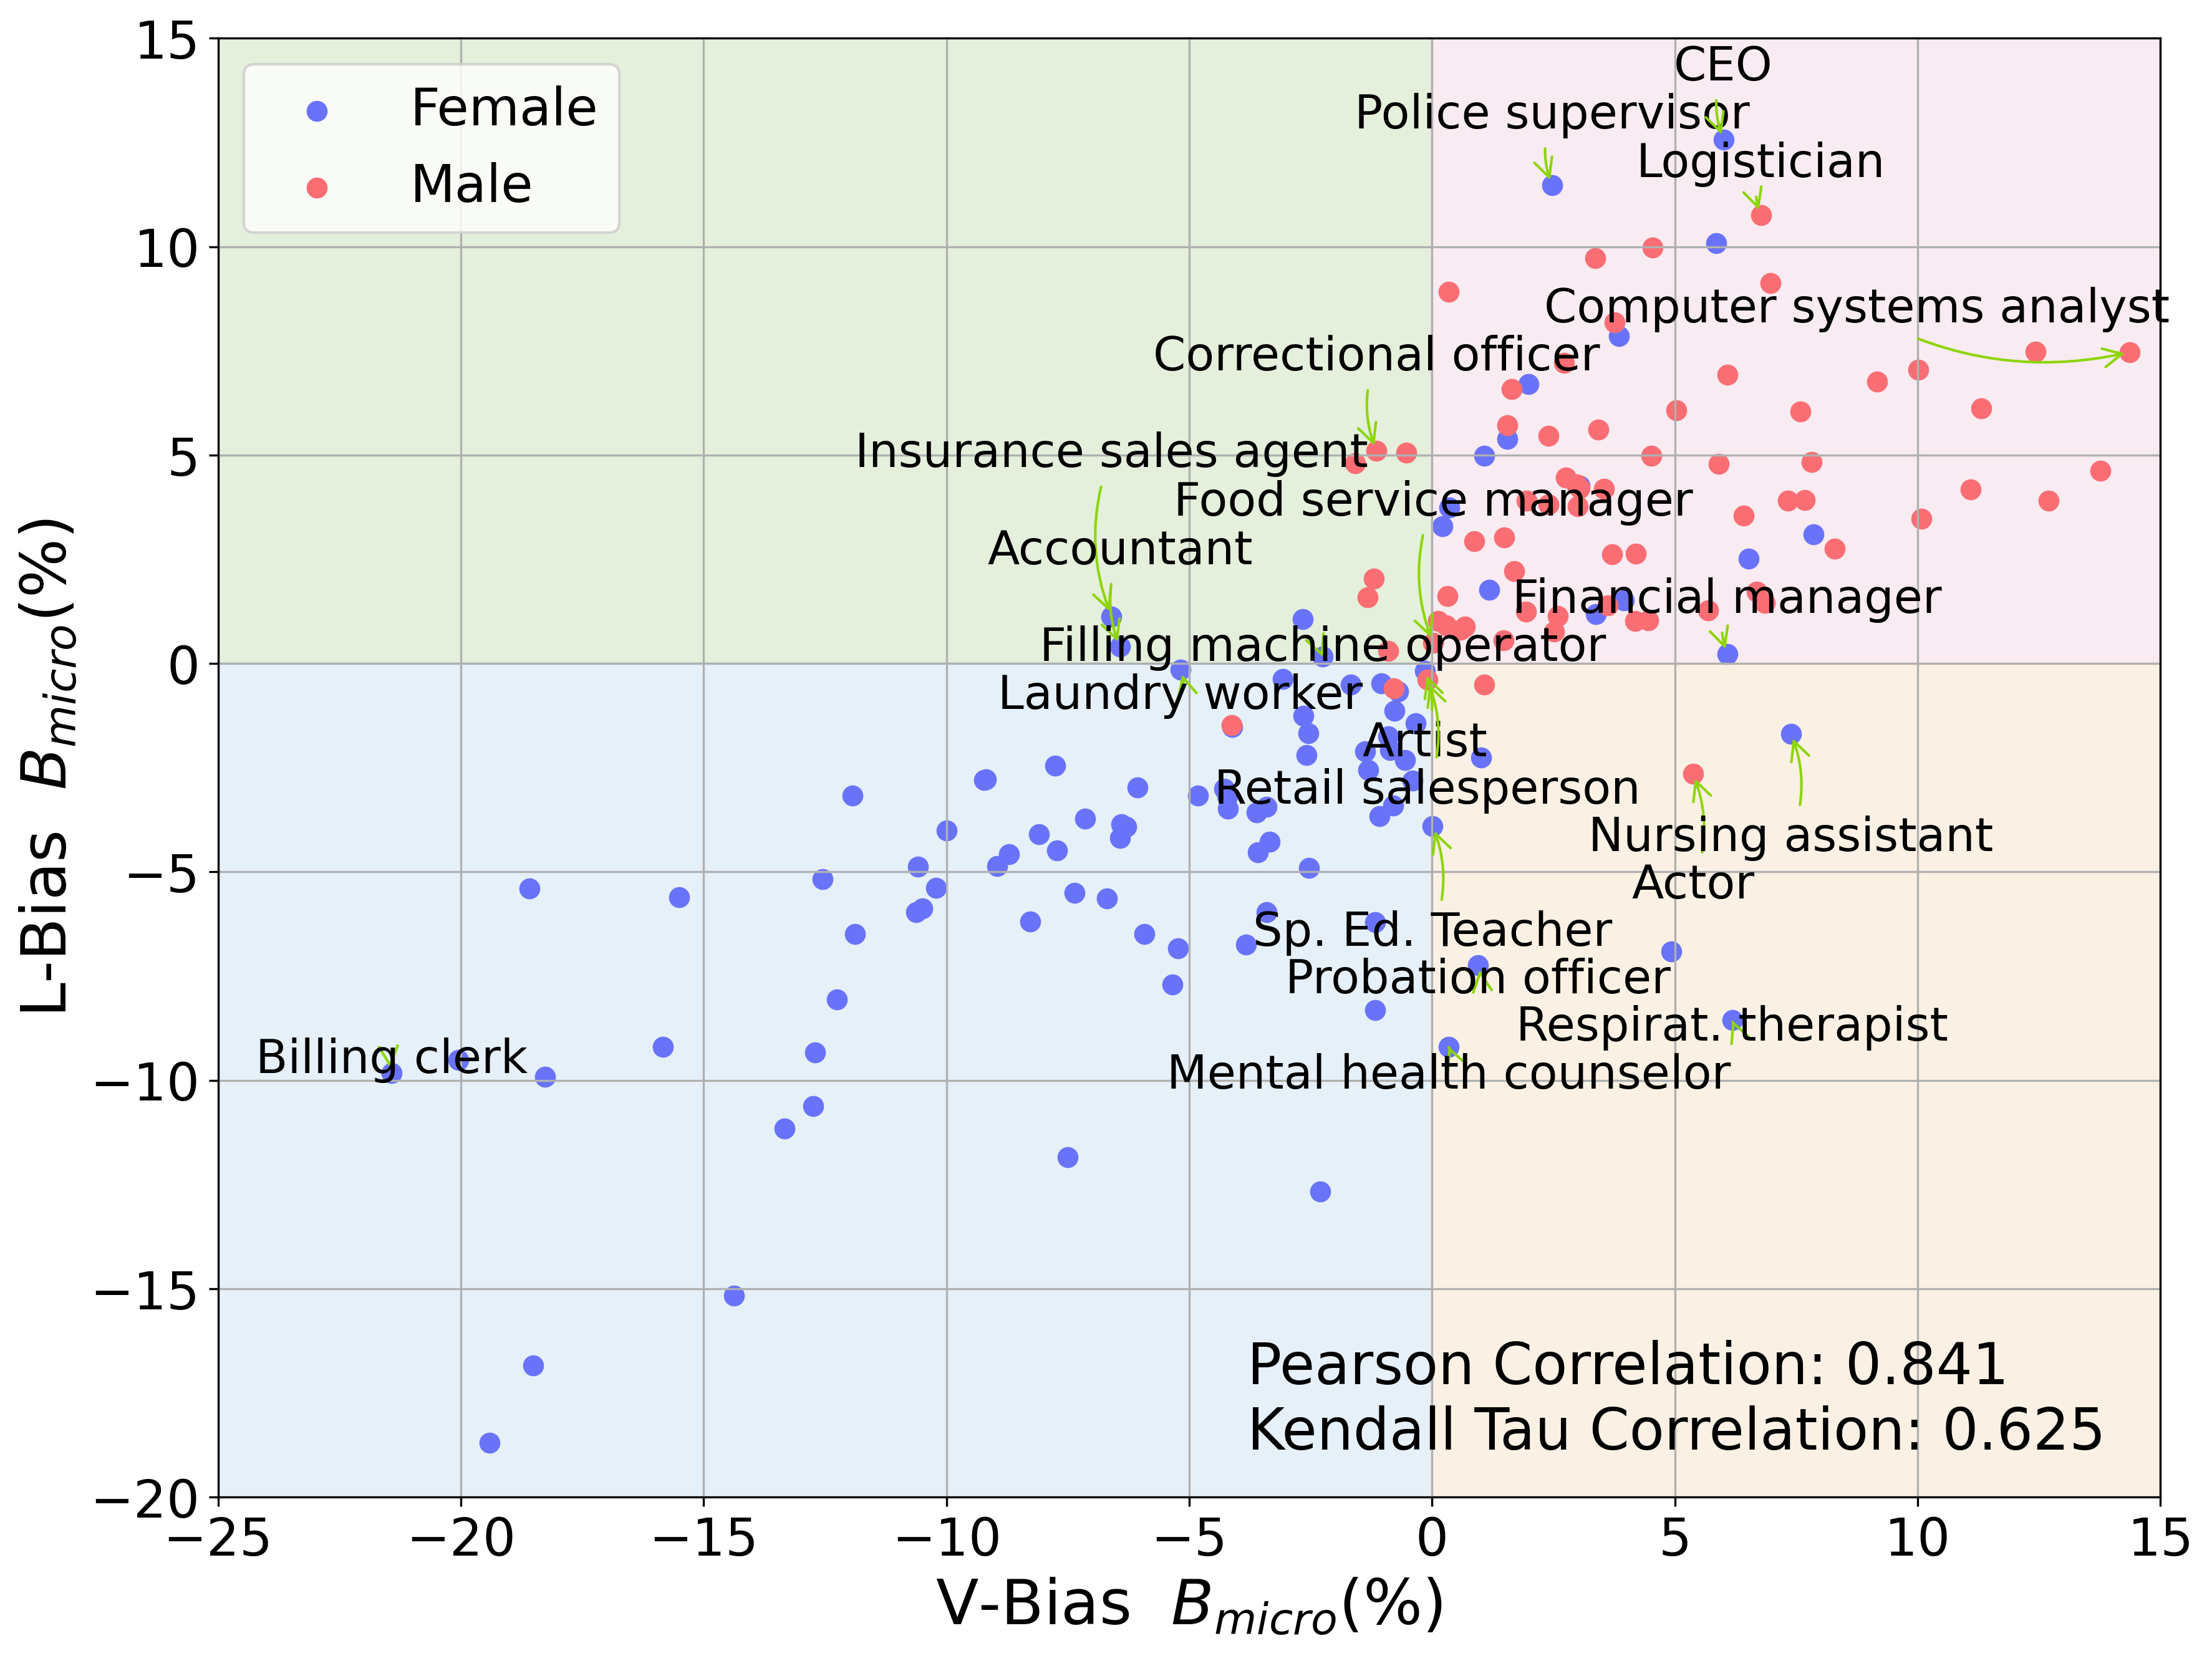 15
10
5
0
−5
−10
−15
−20
L-Bias B_micro(%)
Female
Male
CEO
Police supervisor
Logistician
Computer systems analyst
Correctional officer
Insurance sales agent
Food service manager
Accountant
Financial manager
Filling machine operator
Laundry worker
Artist
Retail salesperson
Nursing assistant
Actor
Sp. Ed. Teacher
Probation officer
Respirat. therapist
Billing clerk
Mental health counselor
Pearson Correlation: 0.841
Kendall Tau Correlation: 0.625
−25 −20 −15 −10 −5 0 5 10 15
V-Bias B_micro(%)